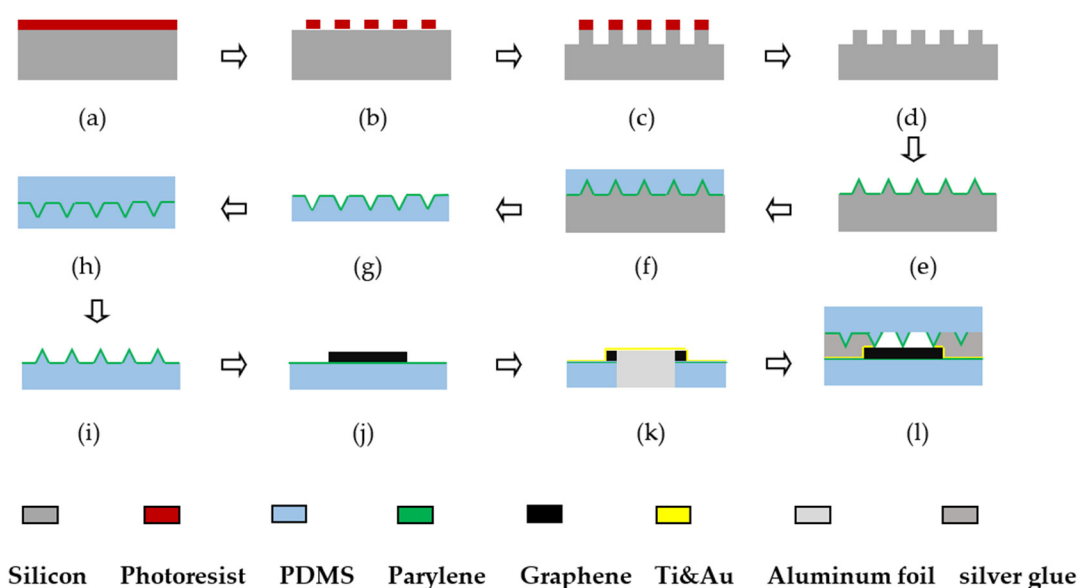 (a) (b) (c) (d)
(h) (g) (f) (e)
(i) (j) (k) (l)
Silicon Photoresist PDMS Parylene Graphene Ti&Au Aluminum foil silver glue